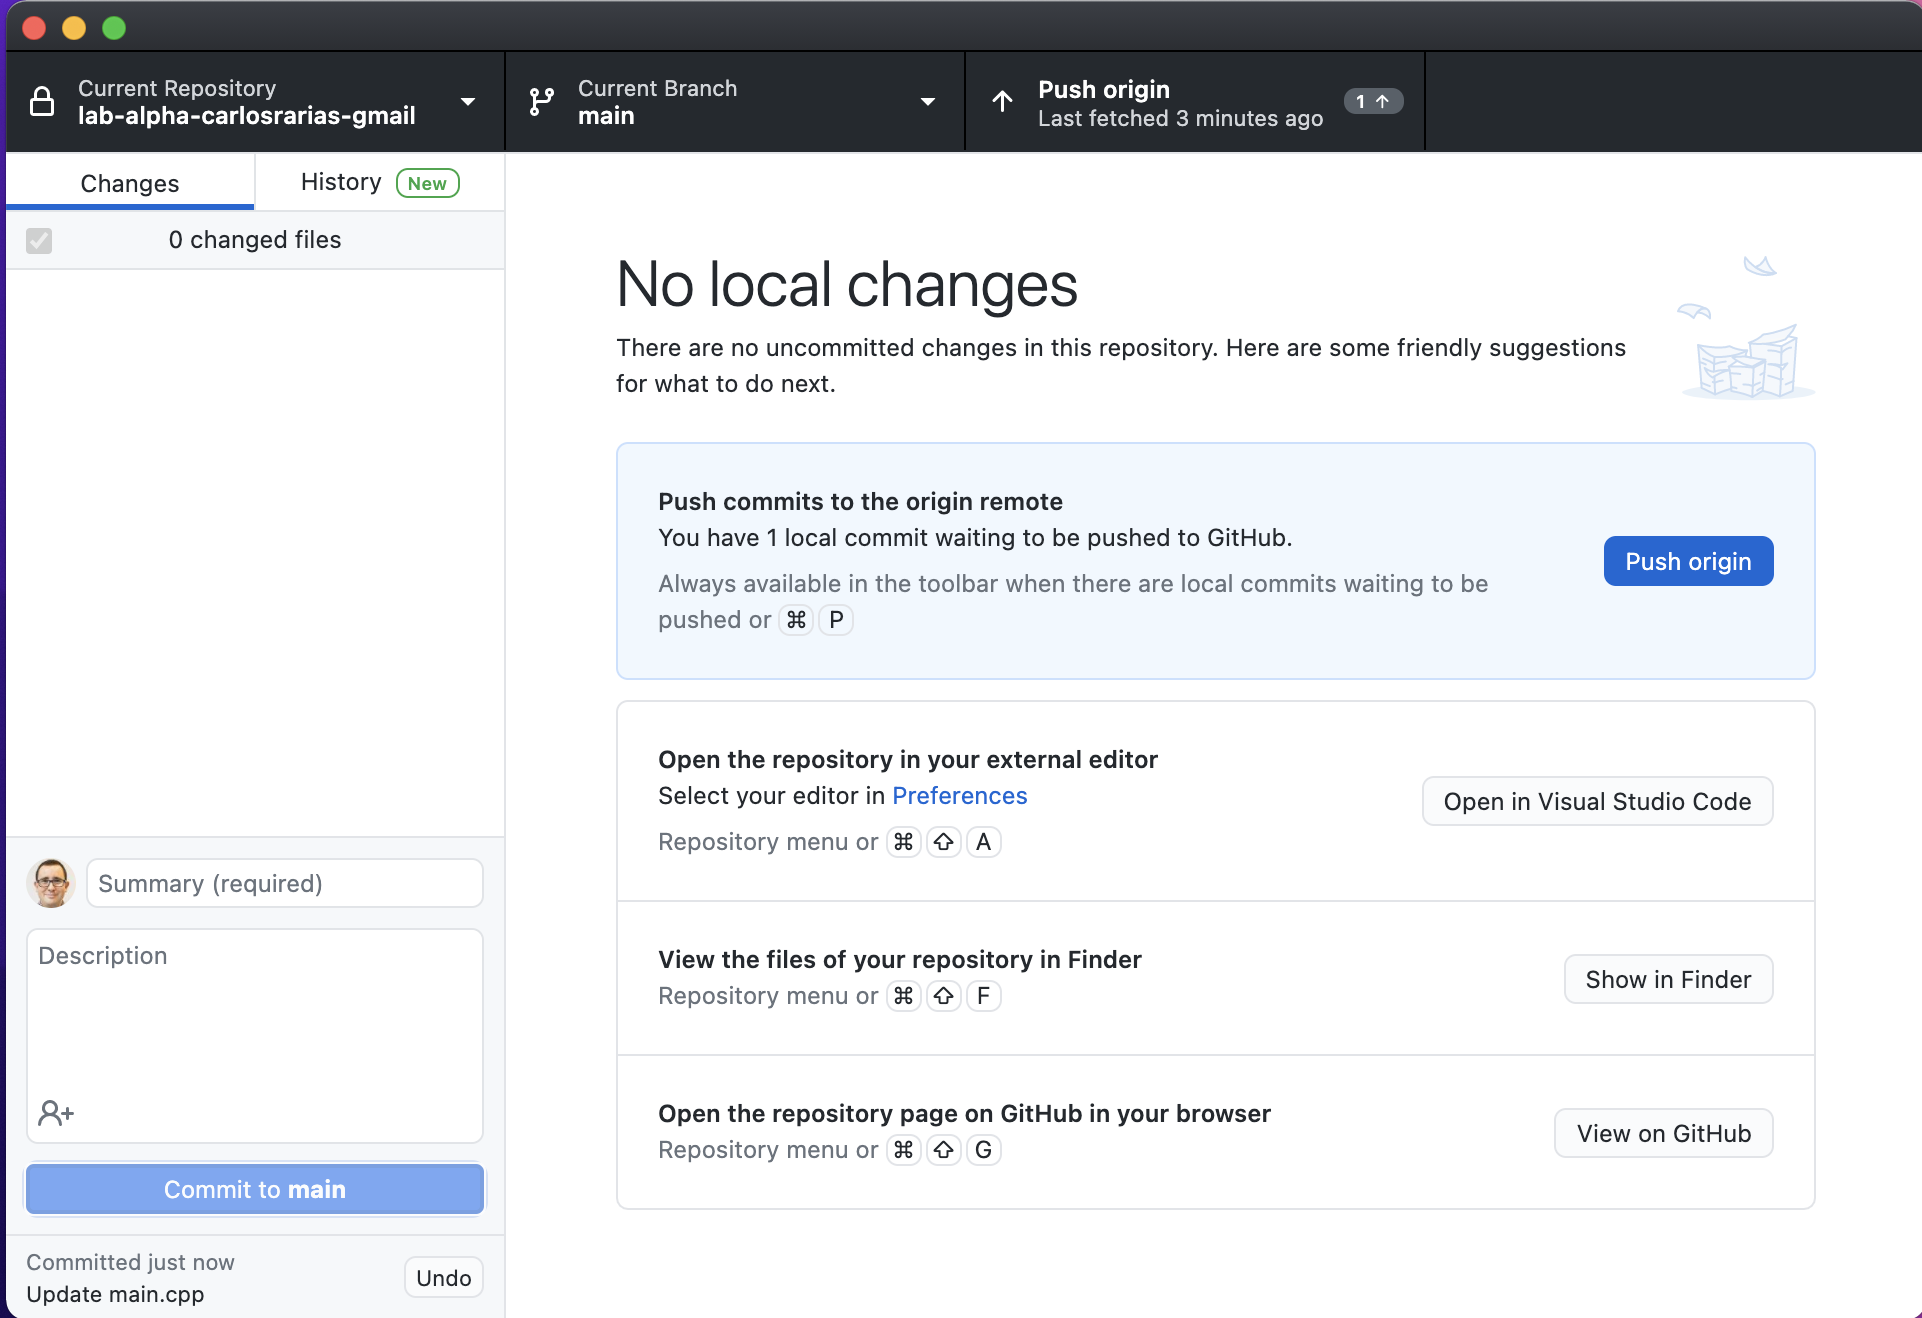 Current Repository
lab-alpha-carlosrarias-gmail
Current Branch
main
Push origin
Last fetched 3 minutes ago
1 ↑
Changes
History New
0 changed files
No local changes
There are no uncommitted changes in this repository. Here are some friendly suggestions
for what to do next.
Push commits to the origin remote
You have 1 local commit waiting to be pushed to GitHub.
Always available in the toolbar when there are local commits waiting to be
pushed or ⌘ P
Push origin
Open the repository in your external editor
Select your editor in Preferences
Repository menu or ⌘ ⇧ A
Open in Visual Studio Code
View the files of your repository in Finder
Repository menu or ⌘ ⇧ F
Show in Finder
Open the repository page on GitHub in your browser
Repository menu or ⌘ ⇧ G
View on GitHub
Summary (required)
Description
Commit to main
Committed just now
Update main.cpp
Undo